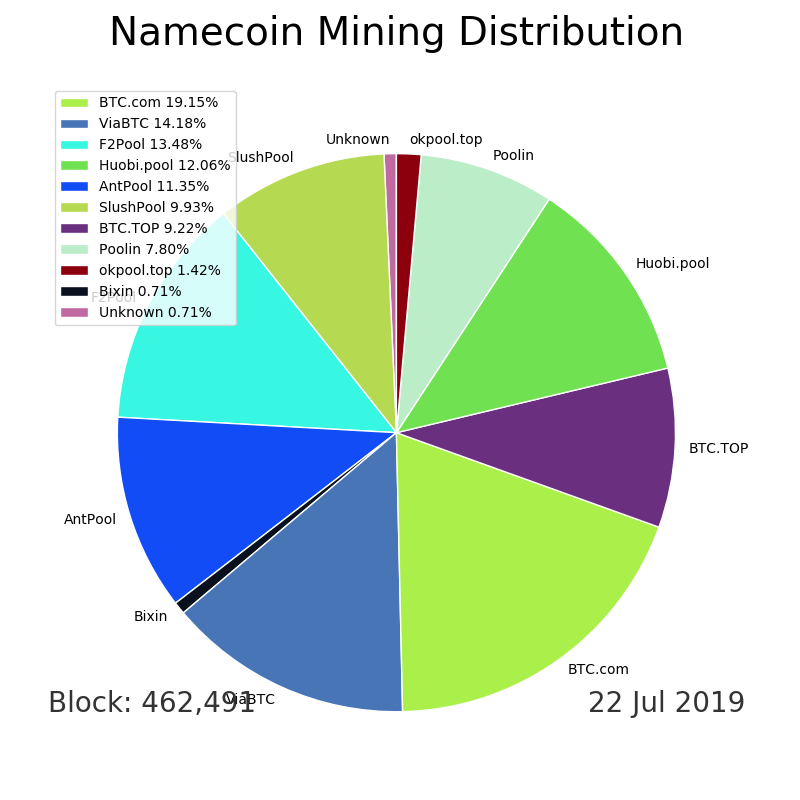 Namecoin Mining Distribution
BTC.com 19.15%
ViaBTC 14.18%
F2Pool 13.48%
Huobi.pool 12.06%
AntPool 11.35%
SlushPool 9.93%
BTC.TOP 9.22%
Poolin 7.80%
okpool.top 1.42%
Bixin 0.71%
Unknown 0.71%
Unknown
okpool.top
SlushPool
Poolin
Huobi.pool
F2Pool
BTC.TOP
AntPool
Bixin
BTC.com
ViaBTC
Block: 462,491
22 Jul 2019